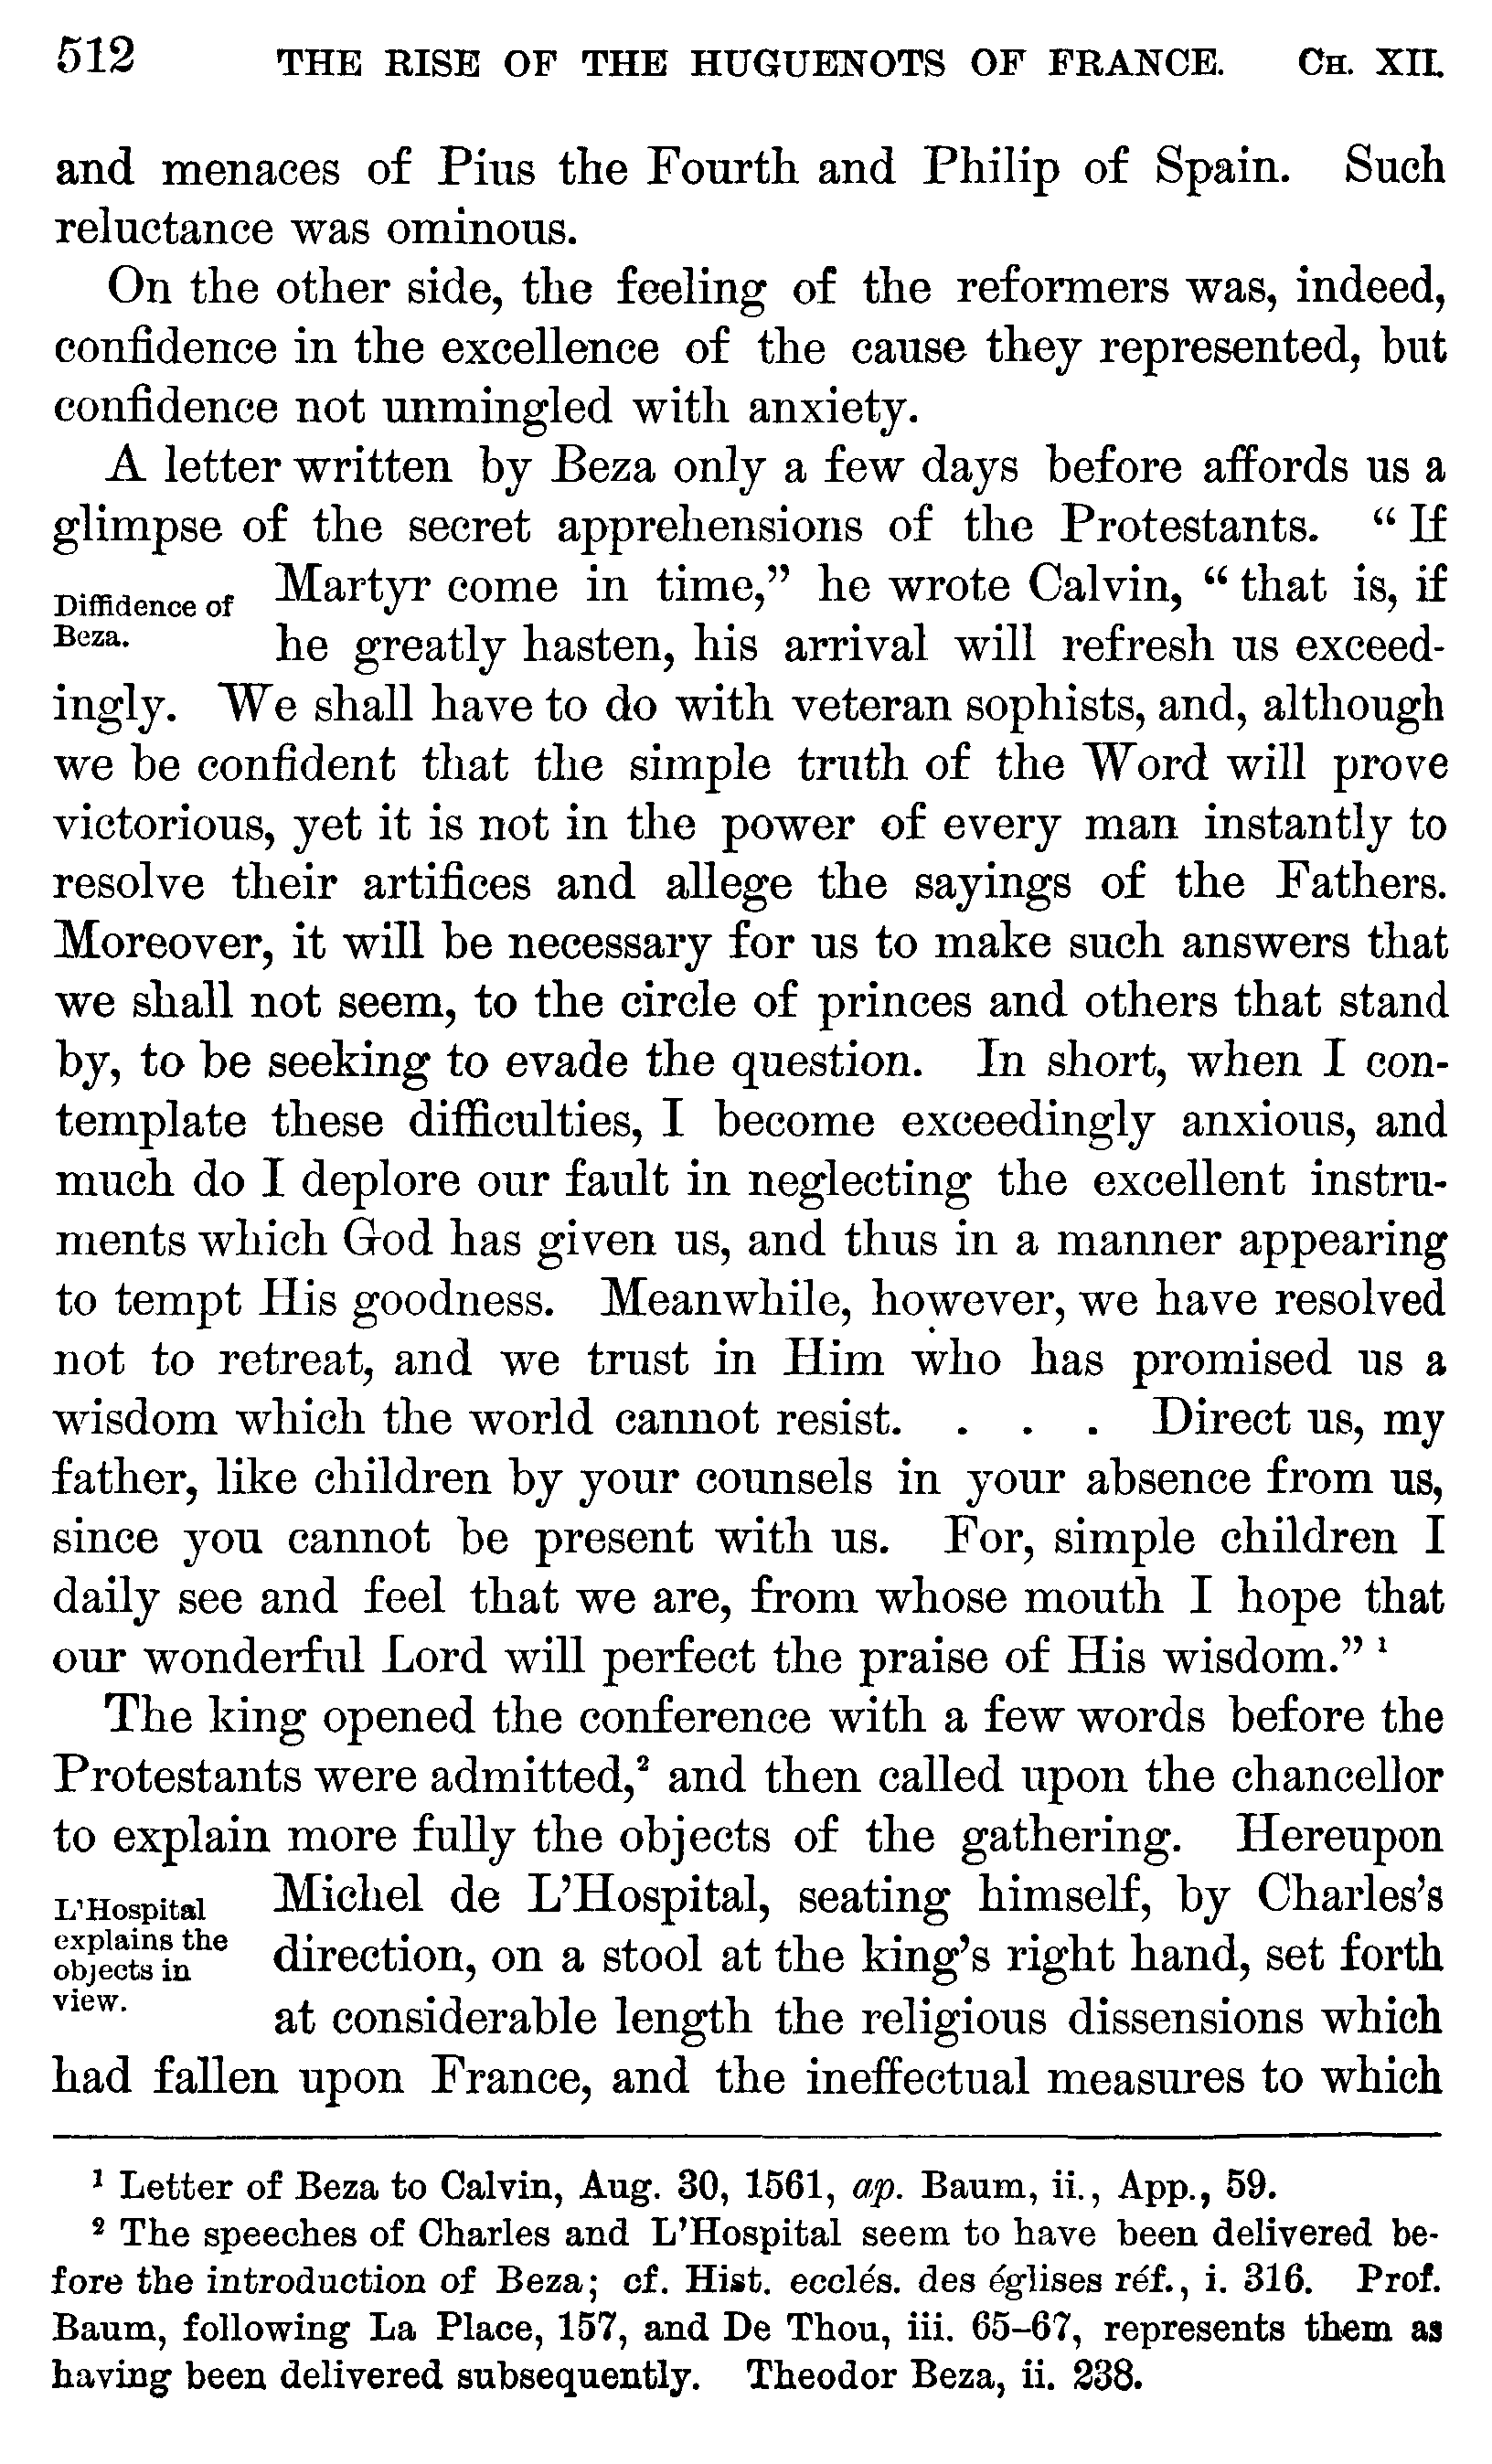 512 THE RISE OF THE HUGUENOTS OF FRANCE. CH. XII.
and menaces of Pius the Fourth and Philip of Spain. Such
reluctance was ominous.
On the other side, the feeling of the reformers was, indeed,
confidence in the excellence of the cause they represented, but
confidence not unmingled with anxiety.
A letter written by Beza only a few days before affords us a
glimpse of the secret apprehensions of the Protestants. “If
Diffidence of
Beza.
Martyr come in time,” he wrote Calvin, “that is, if
he greatly hasten, his arrival will refresh us exceed-
ingly. We shall have to do with veteran sophists, and, although
we be confident that the simple truth of the Word will prove
victorious, yet it is not in the power of every man instantly to
resolve their artifices and allege the sayings of the Fathers.
Moreover, it will be necessary for us to make such answers that
we shall not seem, to the circle of princes and others that stand
by, to be seeking to evade the question. In short, when I con-
template these difficulties, I become exceedingly anxious, and
much do I deplore our fault in neglecting the excellent instru-
ments which God has given us, and thus in a manner appearing
to tempt His goodness. Meanwhile, however, we have resolved
not to retreat, and we trust in Him who has promised us a
wisdom which the world cannot resist. . . . Direct us, my
father, like children by your counsels in your absence from us,
since you cannot be present with us. For, simple children I
daily see and feel that we are, from whose mouth I hope that
our wonderful Lord will perfect the praise of His wisdom.” ¹
The king opened the conference with a few words before the
Protestants were admitted,² and then called upon the chancellor
to explain more fully the objects of the gathering. Hereupon
L’Hospital
explains the
objects in
view.
Michel de L’Hospital, seating himself, by Charles’s
direction, on a stool at the king’s right hand, set forth
at considerable length the religious dissensions which
had fallen upon France, and the ineffectual measures to which
¹ Letter of Beza to Calvin, Aug. 30, 1561, ap. Baum, ii., App., 59.
² The speeches of Charles and L’Hospital seem to have been delivered be-
fore the introduction of Beza; cf. Hist. ecclés. des églises réf., i. 316. Prof.
Baum, following La Place, 157, and De Thou, iii. 65–67, represents them as
having been delivered subsequently. Theodor Beza, ii. 238.